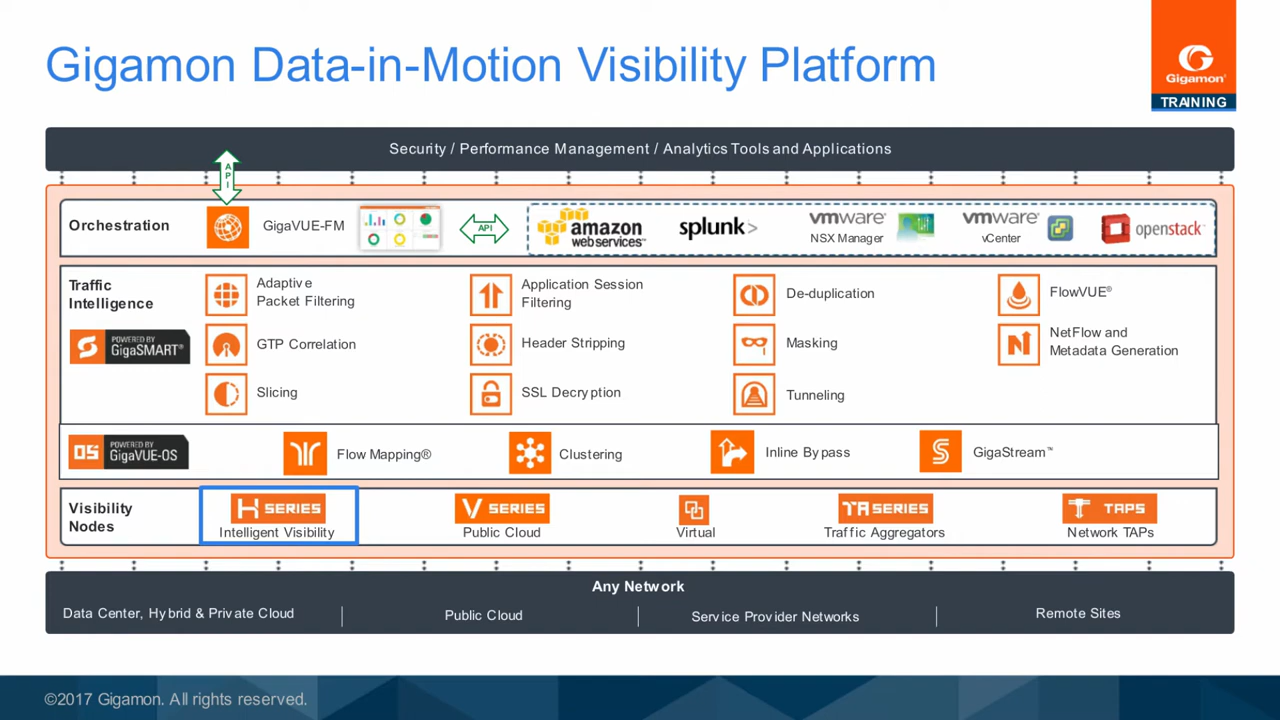 Gigamon Data-in-Motion Visibility Platform
Gigamon®
TRAINING
Security / Performance Management / Analytics Tools and Applications
API
Orchestration
GigaVUE-FM
API
amazon
web services™
splunk>
vmware®
NSX Manager
vmware®
vCenter
openstack
Traffic
Intelligence
POWERED BY
GigaSMART®
Adaptive
Packet Filtering
Application Session
Filtering
De-duplication
FlowVUE®
GTP Correlation
Header Stripping
Masking
NetFlow and
Metadata Generation
Slicing
SSL Decryption
Tunneling
OS
POWERED BY
GigaVUE-OS
Flow Mapping®
Clustering
Inline Bypass
GigaStream™
Visibility
Nodes
H SERIES
Intelligent Visibility
V SERIES
Public Cloud
Virtual
TA SERIES
Traffic Aggregators
TAPS
Network TAPs
Any Network
Data Center, Hybrid & Private Cloud
Public Cloud
Service Provider Networks
Remote Sites
©2017 Gigamon. All rights reserved.